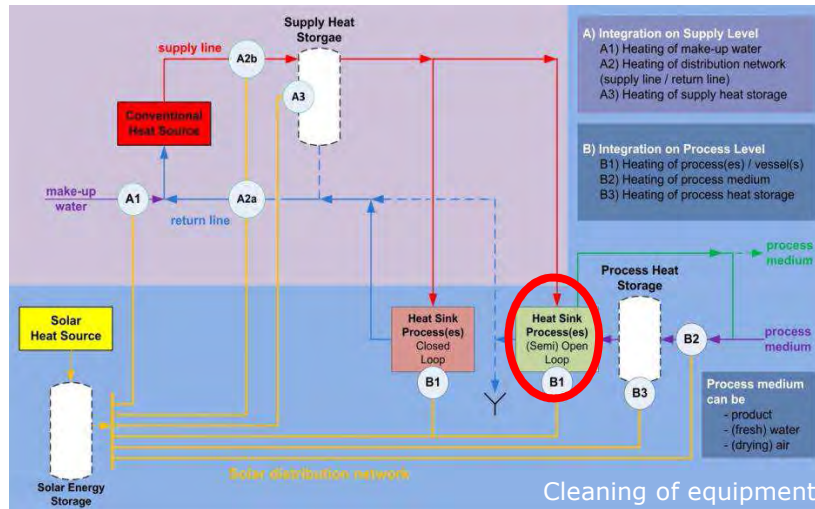 Supply Heat
Storgae
supply line
A2b
A3
Conventional
Heat Source
make-up
water
A1
return line
A2a
A) Integration on Supply Level
A1) Heating of make-up water
A2) Heating of distribution network
(supply line / return line)
A3) Heating of supply heat storage
B) Integration on Process Level
B1) Heating of process(es) / vessel(s)
B2) Heating of process medium
B3) Heating of process heat storage
process
medium
Process Heat
Storage
Solar
Heat Source
Heat Sink
Process(es)
Closed
Loop
B1
Heat Sink
Process(es)
(Semi) Open
Loop
B1
B3
B2
process
medium
Process medium
can be
- product
- (fresh) water
- (drying) air
Solar distribution network
Solar Energy
Storage
Cleaning of equipment